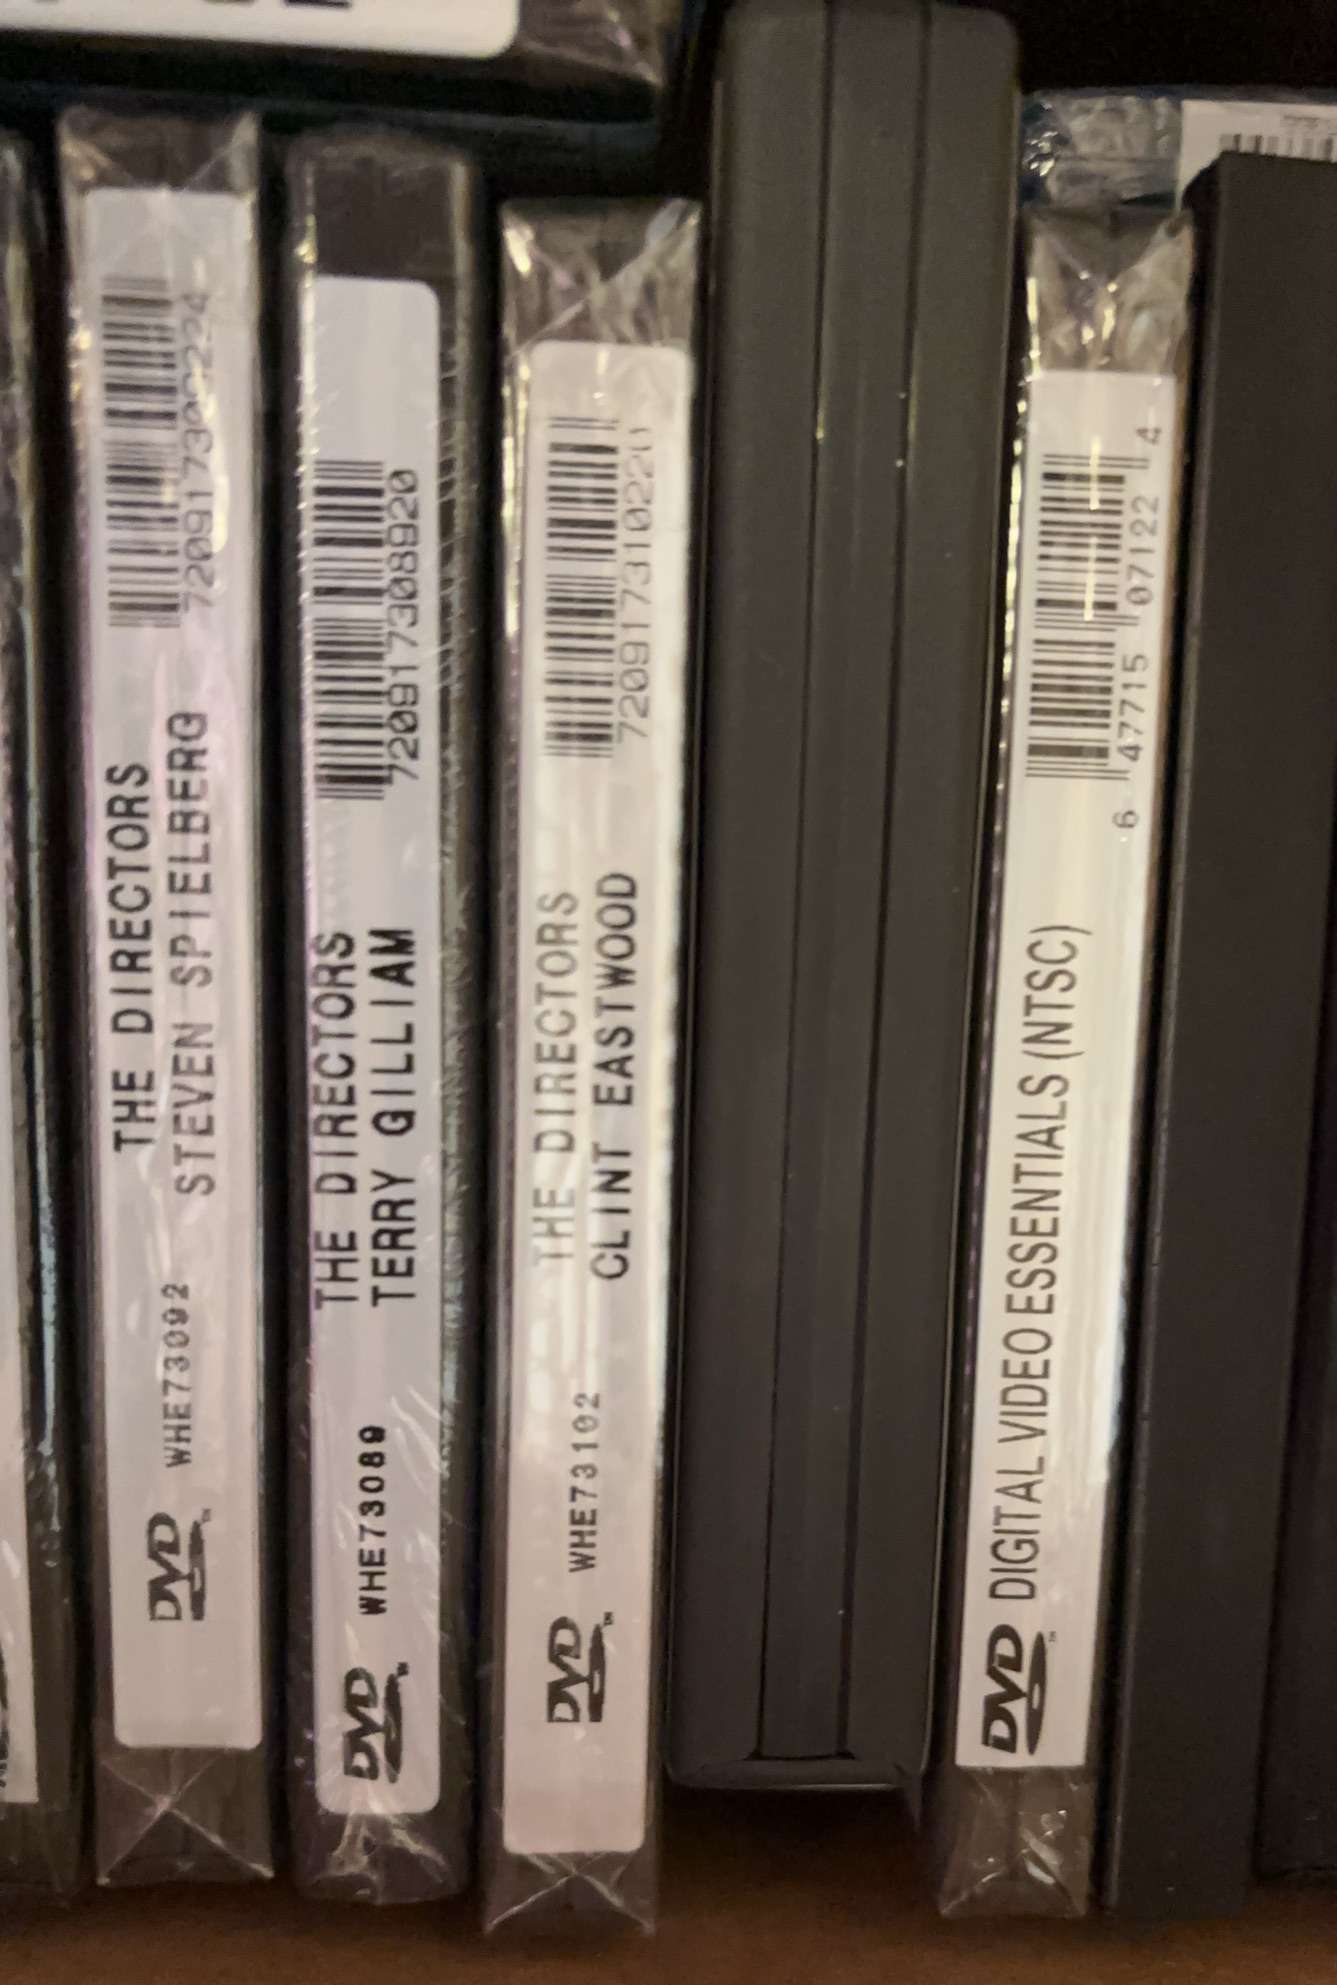 720917309224
THE DIRECTORS
STEVEN SPIELBERG
WHE73092
DVD
720917308920
THE DIRECTORS
TERRY GILLIAM
WHE73089
DVD
THE DIRECTORS
CLINT EASTWOOD
WHE73102
DVD
6 47715 07122 4
DIGITAL VIDEO ESSENTIALS (NTSC)
DVD